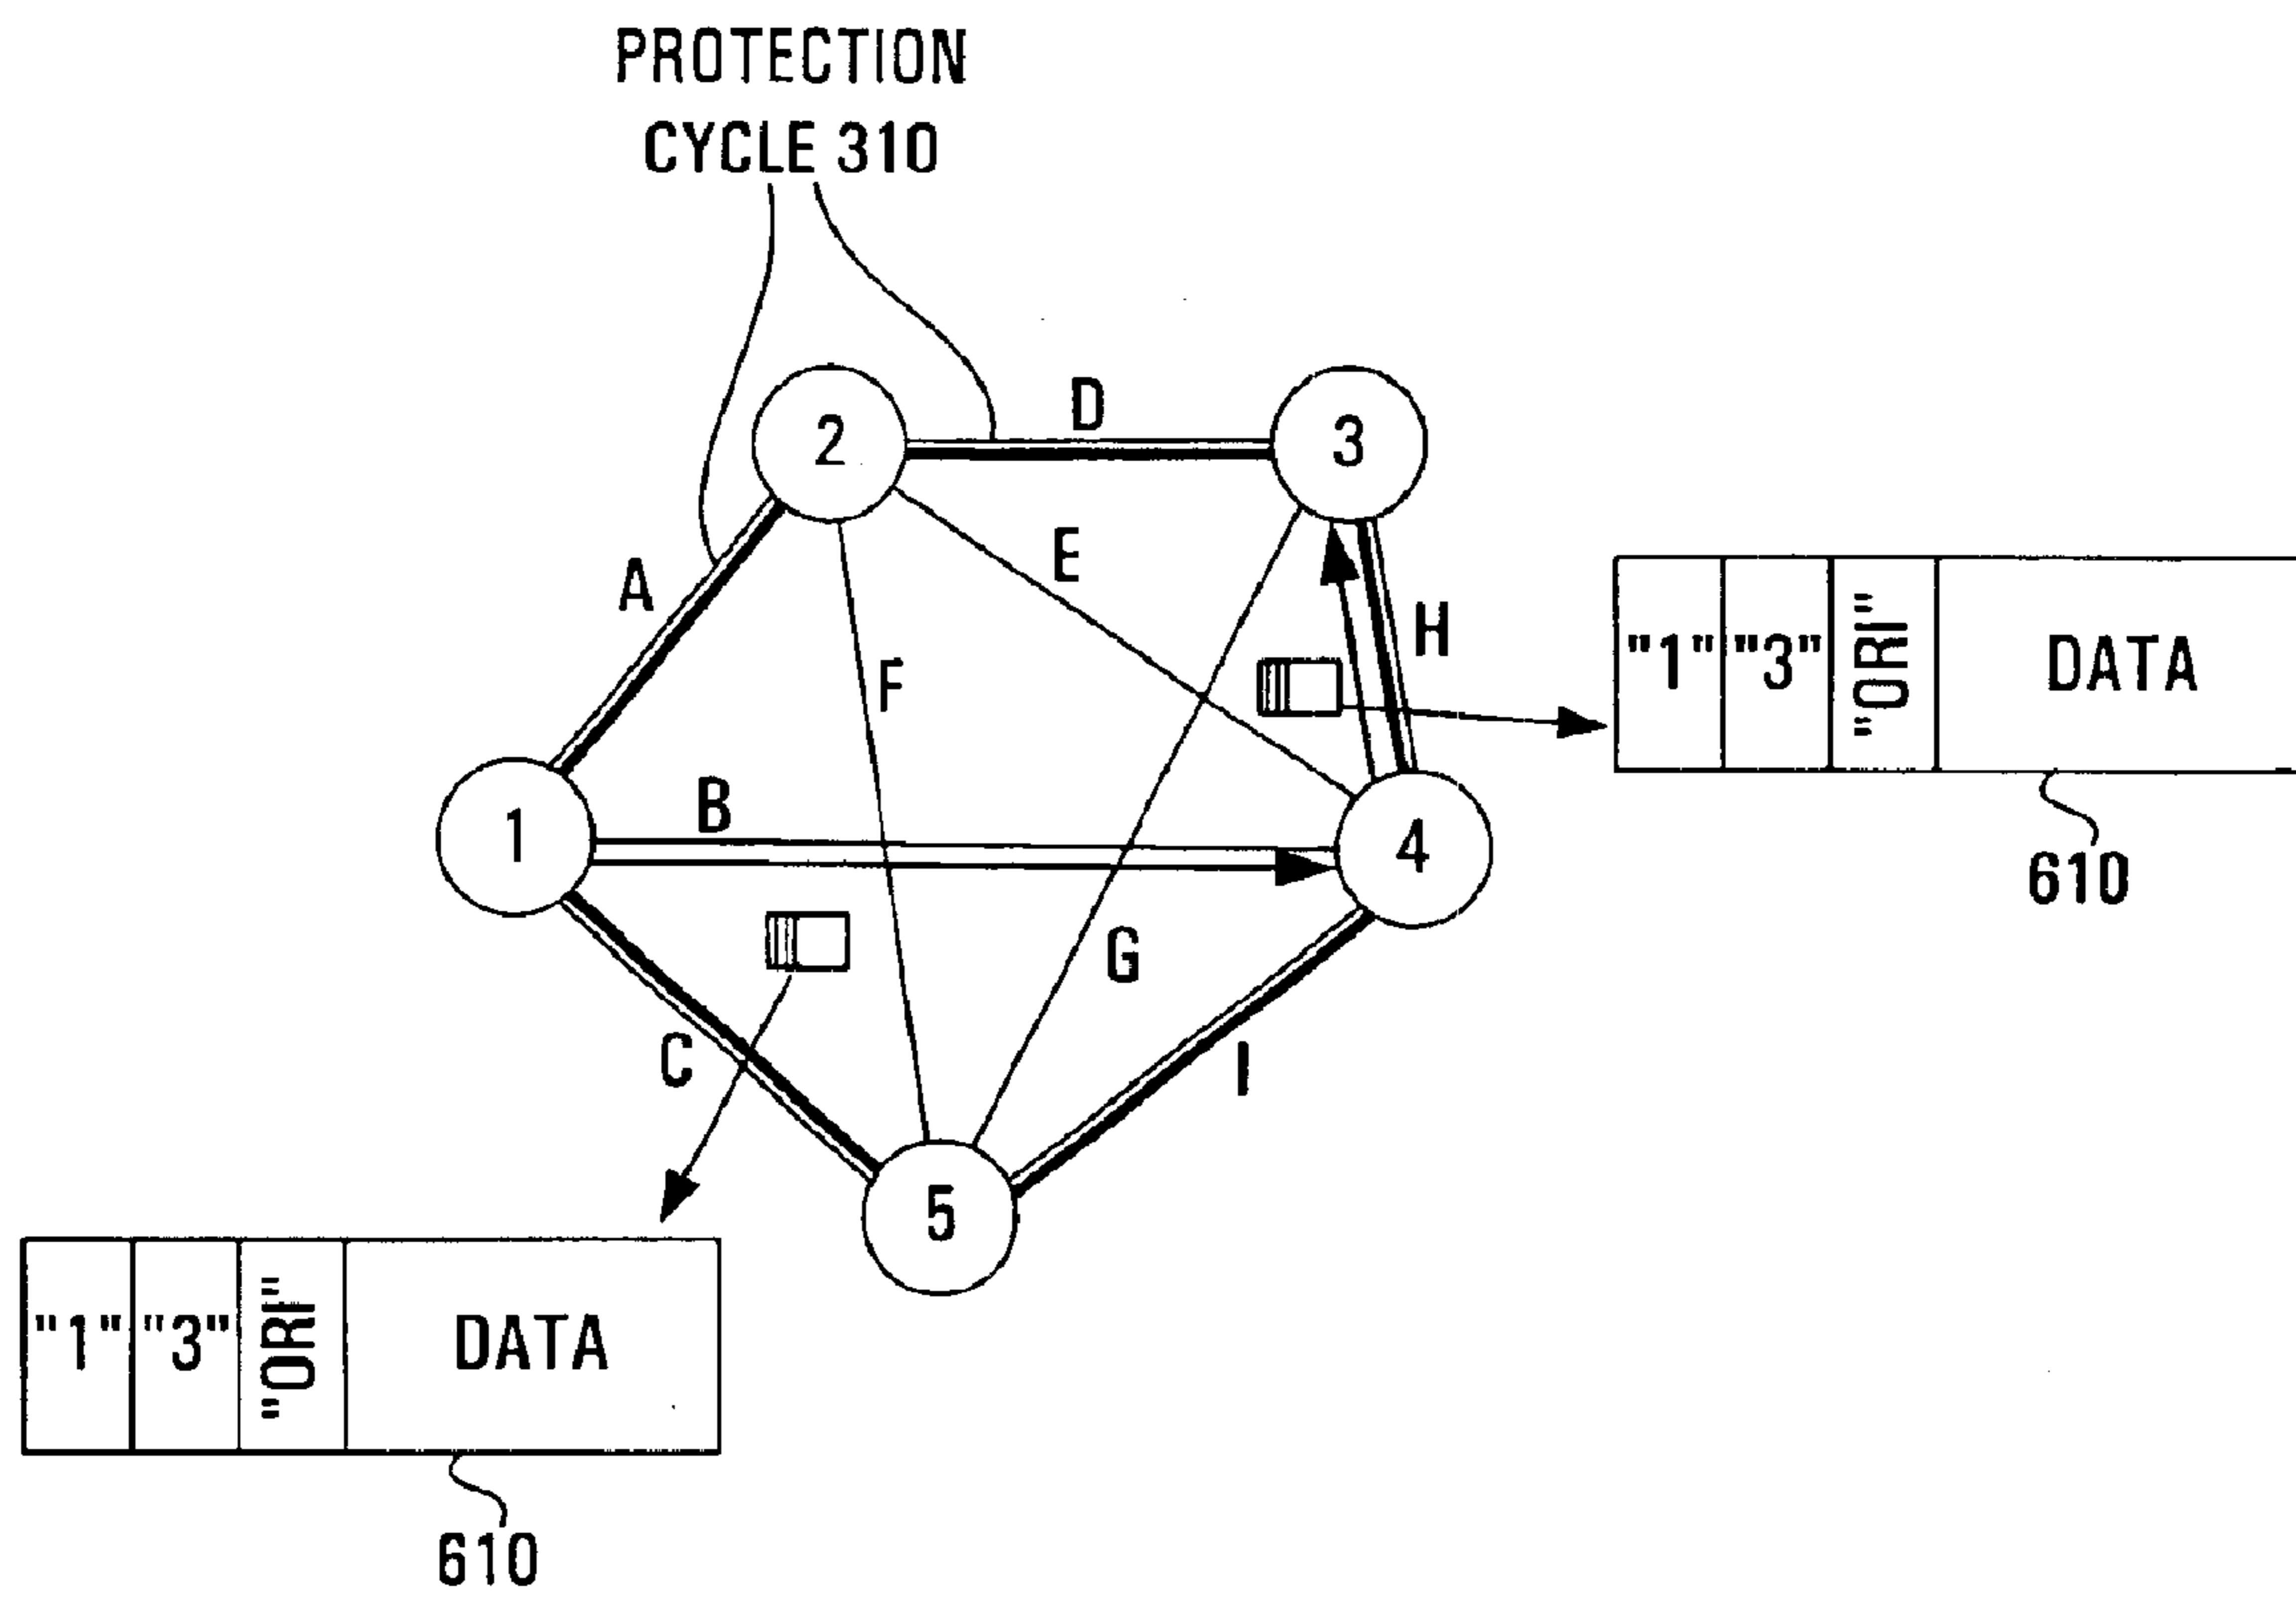 PROTECTION
CYCLE 310
2
D
3
A
E
H
"1" "3" "ORI" DATA
F
610
1
B
4
G
C
I
5
"1" "3" "ORI" DATA
610